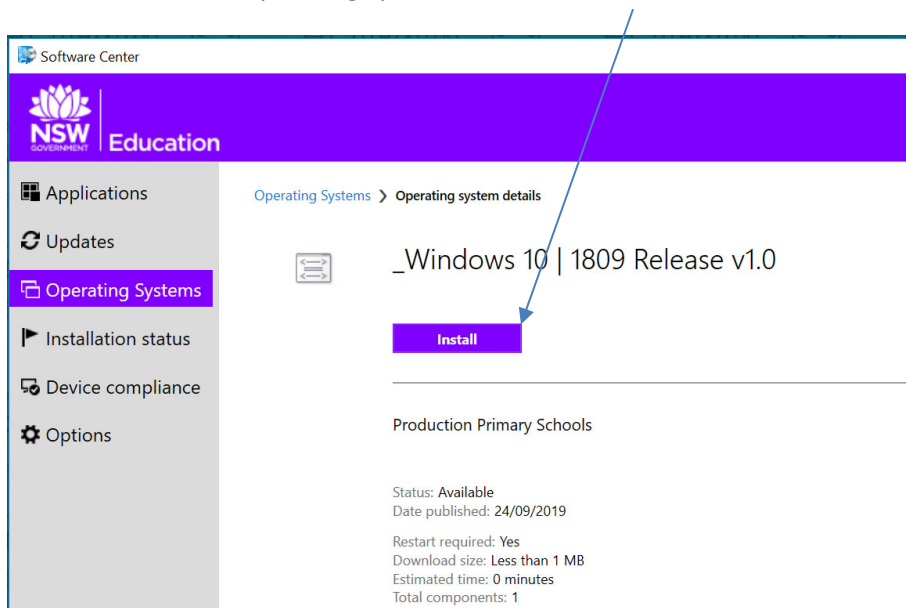 Software Center
NSW
GOVERNMENT
Education
Applications
Updates
Operating Systems
Installation status
Device compliance
Options
Operating Systems ❯ Operating system details
_Windows 10 | 1809 Release v1.0
Install
Production Primary Schools
Status: Available
Date published: 24/09/2019
Restart required: Yes
Download size: Less than 1 MB
Estimated time: 0 minutes
Total components: 1